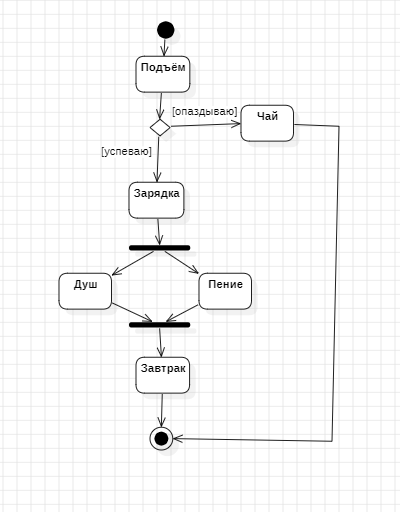 Подъём
[опаздываю]
Чай
[успеваю]
Зарядка
Душ
Пение
Завтрак